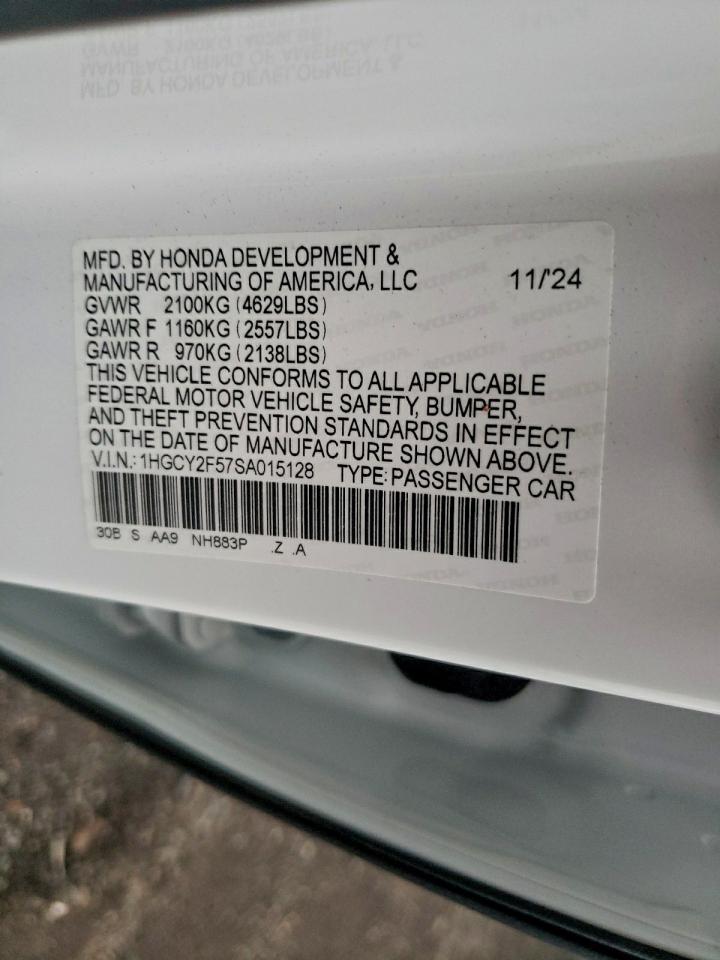 MFD. BY HONDA DEVELOPMENT &
MANUFACTURING OF AMERICA, LLC 11/'24
GVWR 2100KG (4629LBS)
GAWR F 1160KG (2557LBS)
GAWR R 970KG (2138LBS)
THIS VEHICLE CONFORMS TO ALL APPLICABLE
FEDERAL MOTOR VEHICLE SAFETY, BUMPER,
AND THEFT PREVENTION STANDARDS IN EFFECT
ON THE DATE OF MANUFACTURE SHOWN ABOVE.
V.I.N.: 1HGCY2F57SA015128 TYPE: PASSENGER CAR
30B S AA9 NH883P .Z .A